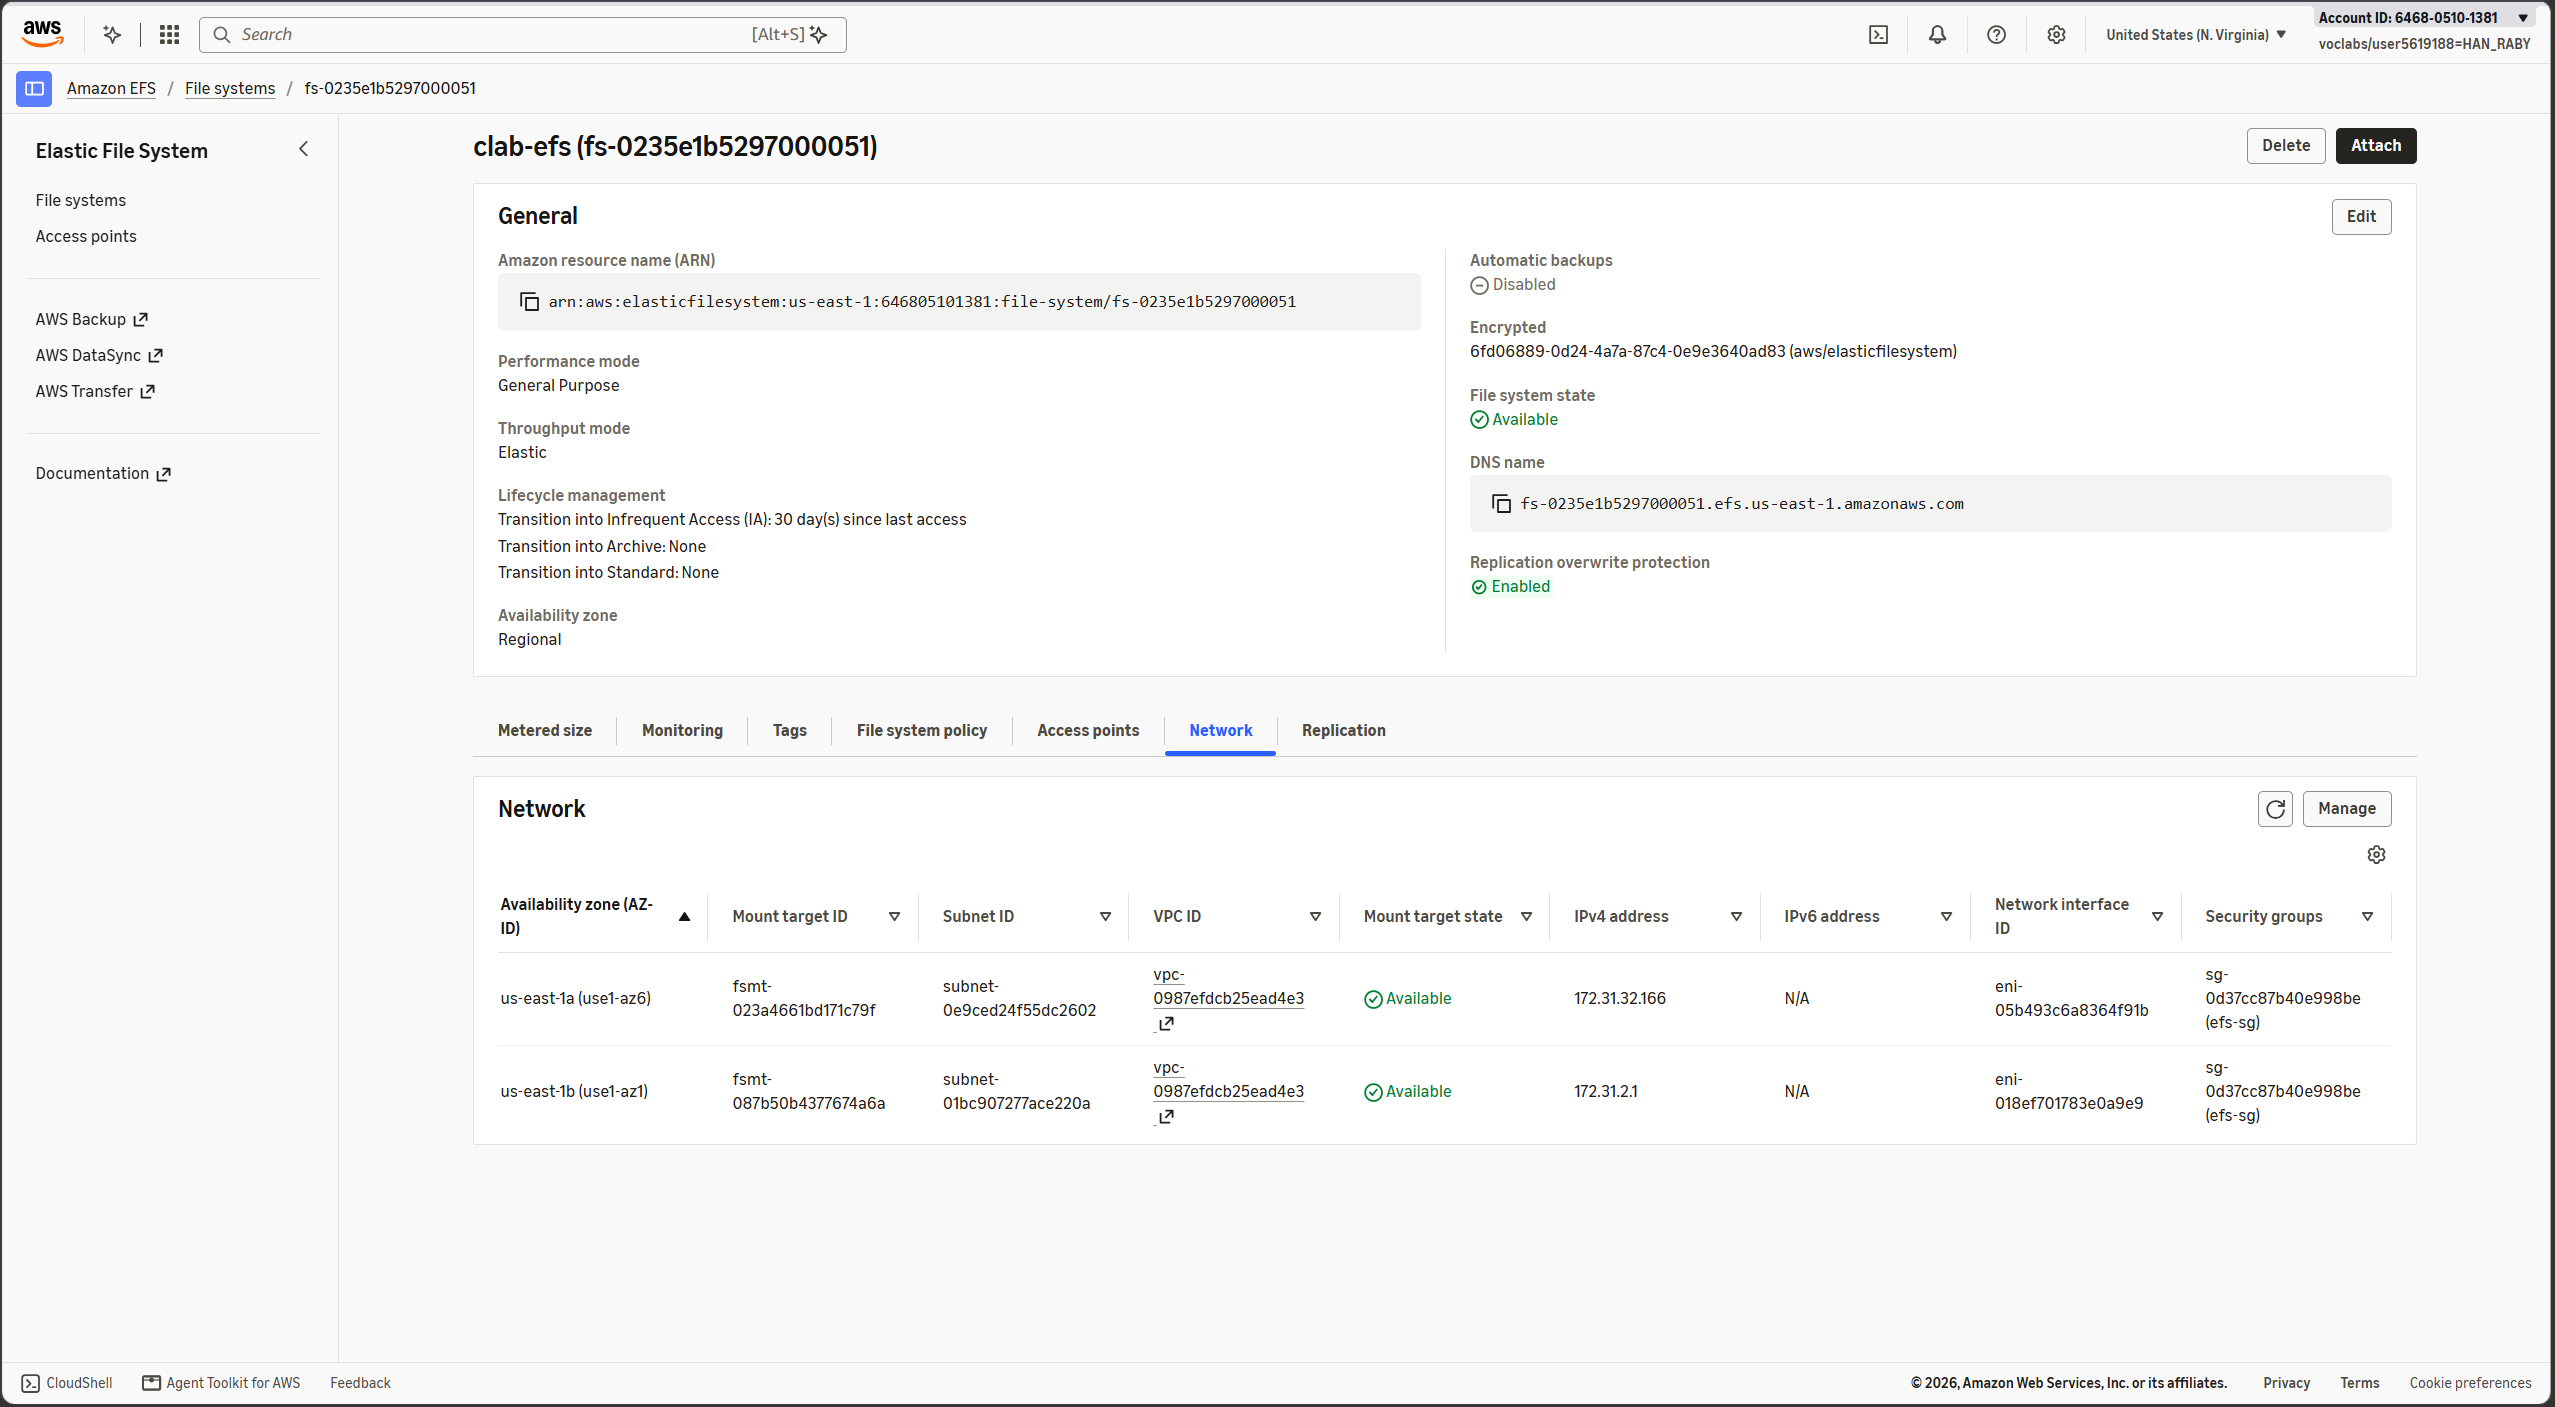 aws
Search
[Alt+S]
United States (N. Virginia)
Account ID: 6468-0510-1381
voclabs/user5619188=HAN_RABY
Amazon EFS / File systems / fs-0235e1b5297000051
Elastic File System
File systems
Access points
AWS Backup
AWS DataSync
AWS Transfer
Documentation
clab-efs (fs-0235e1b5297000051)
Delete
Attach
General
Edit
Amazon resource name (ARN)
arn:aws:elasticfilesystem:us-east-1:646805101381:file-system/fs-0235e1b5297000051
Performance mode
General Purpose
Throughput mode
Elastic
Lifecycle management
Transition into Infrequent Access (IA): 30 day(s) since last access
Transition into Archive: None
Transition into Standard: None
Availability zone
Regional
Automatic backups
Disabled
Encrypted
6fd06889-0d24-4a7a-87c4-0e9e3640ad83 (aws/elasticfilesystem)
File system state
Available
DNS name
fs-0235e1b5297000051.efs.us-east-1.amazonaws.com
Replication overwrite protection
Enabled
Metered size
Monitoring
Tags
File system policy
Access points
Network
Replication
Network
Manage
Availability zone (AZ-
ID)
Mount target ID
Subnet ID
VPC ID
Mount target state
IPv4 address
IPv6 address
Network interface
ID
Security groups
us-east-1a (use1-az6)
fsmt-
023a4661bd171c79f
subnet-
0e9ced24f55dc2602
vpc-
0987efdcb25ead4e3
Available
172.31.32.166
N/A
eni-
05b493c6a8364f91b
sg-
0d37cc87b40e998be
(efs-sg)
us-east-1b (use1-az1)
fsmt-
087b50b4377674a6a
subnet-
01bc907277ace220a
vpc-
0987efdcb25ead4e3
Available
172.31.2.1
N/A
eni-
018ef701783e0a9e9
sg-
0d37cc87b40e998be
(efs-sg)
CloudShell
Agent Toolkit for AWS
Feedback
© 2026, Amazon Web Services, Inc. or its affiliates.
Privacy
Terms
Cookie preferences